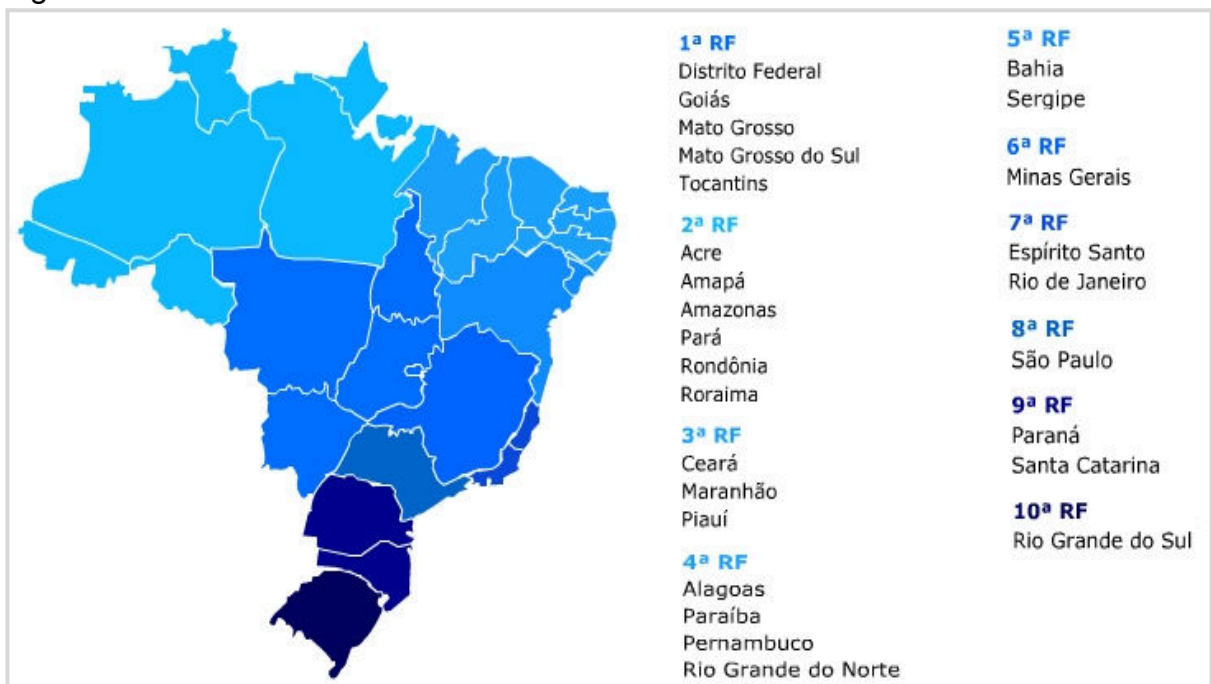 1ª RF
Distrito Federal
Goiás
Mato Grosso
Mato Grosso do Sul
Tocantins
2ª RF
Acre
Amapá
Amazonas
Pará
Rondônia
Roraima
3ª RF
Ceará
Maranhão
Piauí
4ª RF
Alagoas
Paraíba
Pernambuco
Rio Grande do Norte
5ª RF
Bahia
Sergipe
6ª RF
Minas Gerais
7ª RF
Espírito Santo
Rio de Janeiro
8ª RF
São Paulo
9ª RF
Paraná
Santa Catarina
10ª RF
Rio Grande do Sul